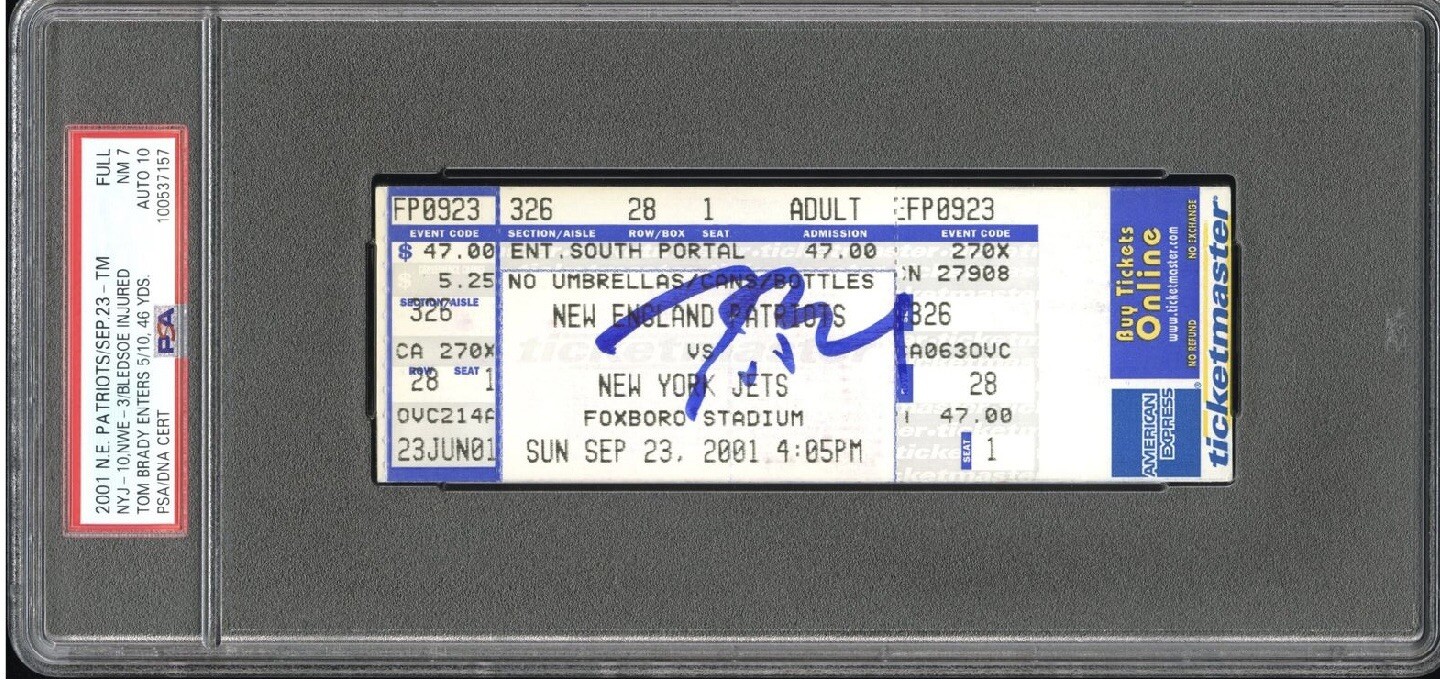 2001 N.E. PATRIOTS/SEP.23 - TM FULL
NYJ - 10,NWE - 3/BLEDSOE INJURED NM 7
TOM BRADY ENTERS 5/10, 46 YDS. AUTO 10
PSA/DNA CERT 100537157
PSA
FP0923 326 28 1 ADULT EFP0923
EVENT CODE SECTION/AISLE ROW/BOX SEAT ADMISSION EVENT CODE
$ 47.00 ENT.SOUTH PORTAL 47.00 270X
$ 5.25 NO UMBRELLAS/CANS/BOTTLES CN 27908
SECTION/AISLE
326 NEW ENGLAND PATRIOTS 326
CA 270X VS CA063OVC
ROW SEAT
28 1 NEW YORK JETS 28
OVC214A FOXBORO STADIUM 47.00
23JUN01 SUN SEP 23, 2001 4:05PM SEAT 1
Buy Tickets
Online
www.ticketmaster.com
NO REFUND NO EXCHANGE
AMERICAN
EXPRESS
ticketmaster